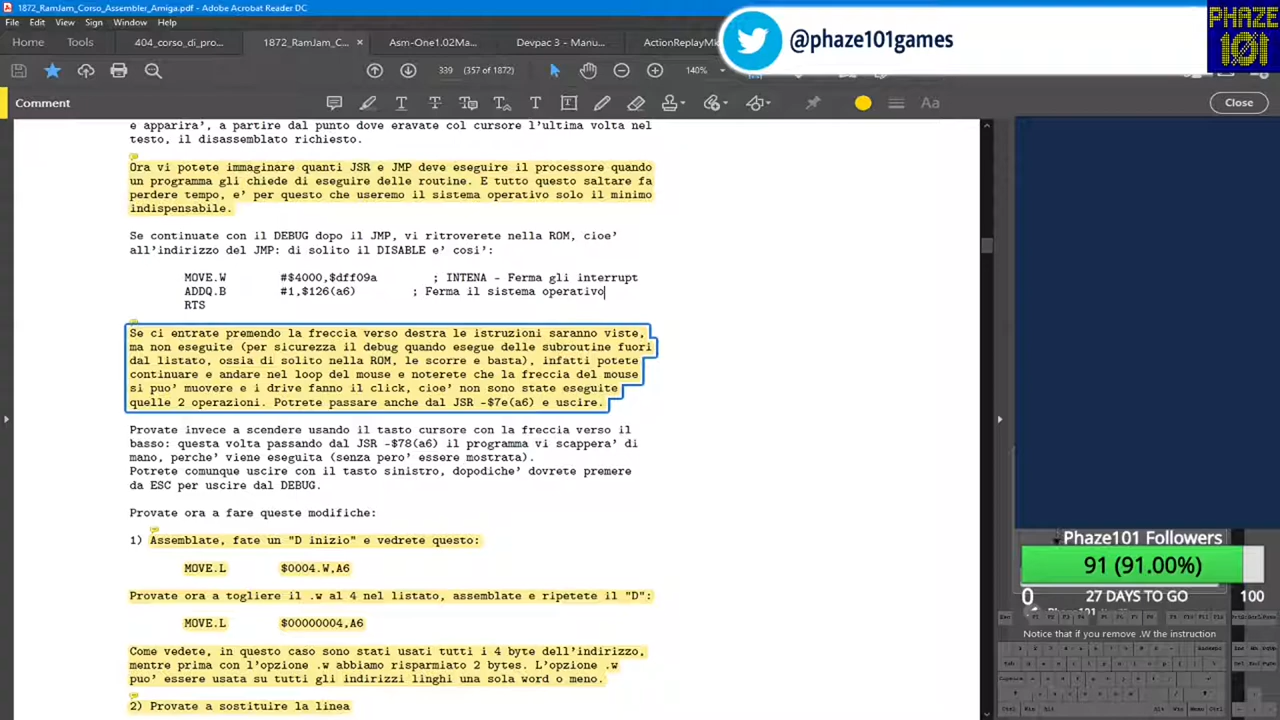 1872_RamJam_Corso_Assembler_Amiga.pdf - Adobe Acrobat Reader DC
File Edit View Sign Window Help
Home Tools 404_corso_di_pro... 1872_RamJam_C... × Asm-One1.02Ma... Devpac 3 - Manu... ActionReplayMk
@phaze101games
PHAZE
101
339 (357 of 1872) 140%
Comment Close
e apparira', a partire dal punto dove eravate col cursore l'ultima volta nel
testo, il disassemblato richiesto.
Ora vi potete immaginare quanti JSR e JMP deve eseguire il processore quando
un programma gli chiede di eseguire delle routine. E tutto questo saltare fa
perdere tempo, e' per questo che useremo il sistema operativo solo il minimo
indispensabile.
Se continuate con il DEBUG dopo il JMP, vi ritroverete nella ROM, cioe'
all'indirizzo del JMP: di solito il DISABLE e' cosi':
MOVE.W #$4000,$dff09a ; INTENA - Ferma gli interrupt
ADDQ.B #1,$126(a6) ; Ferma il sistema operativo
RTS
Se ci entrate premendo la freccia verso destra le istruzioni saranno viste,
ma non eseguite (per sicurezza il debug quando esegue delle subroutine fuori
dal listato, ossia di solito nella ROM, le scorre e basta), infatti potete
continuare e andare nel loop del mouse e noterete che la freccia del mouse
si puo' muovere e i drive fanno il click, cioe' non sono state eseguite
quelle 2 operazioni. Potrete passare anche dal JSR -$7e(a6) e uscire.
Provate invece a scendere usando il tasto cursore con la freccia verso il
basso: questa volta passando dal JSR -$78(a6) il programma vi scappera' di
mano, perche' viene eseguita (senza pero' essere mostrata).
Potrete comunque uscire con il tasto sinistro, dopodiche' dovrete premere
da ESC per uscire dal DEBUG.
Provate ora a fare queste modifiche:
1) Assemblate, fate un "D inizio" e vedrete questo:
MOVE.L $0004.W,A6
Provate ora a togliere il .w al 4 nel listato, assemblate e ripetete il "D":
MOVE.L $00000004,A6
Come vedete, in questo caso sono stati usati tutti i 4 byte dell'indirizzo,
mentre prima con l'opzione .w abbiamo risparmiato 2 bytes. L'opzione .w
puo' essere usata su tutti gli indirizzi linghi una sola word o meno.
2) Provate a sostituire la linea
Phaze101 Followers
91 (91.00%)
0 27 DAYS TO GO 100
Notice that if you remove .W the instruction